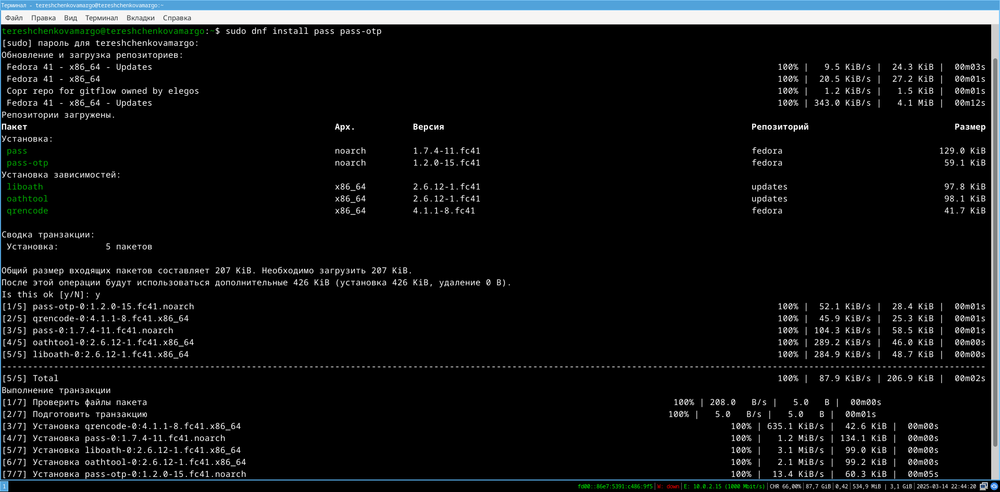 Терминал - tereshchenkovamargo@tereshchenkovamargo:~
Файл Правка Вид Терминал Вкладки Справка
tereshchenkovamargo@tereshchenkovamargo:~$ sudo dnf install pass pass-otp
[sudo] пароль для tereshchenkovamargo:
Обновление и загрузка репозиториев:
Fedora 41 - x86_64 - Updates 100% | 9.5 KiB/s | 24.3 KiB | 00m03s
Fedora 41 - x86_64 100% | 20.5 KiB/s | 27.2 KiB | 00m01s
Copr repo for gitflow owned by elegos 100% | 1.2 KiB/s | 1.5 KiB | 00m01s
Fedora 41 - x86_64 - Updates 100% | 343.0 KiB/s | 4.1 MiB | 00m12s
Репозитории загружены.
Пакет Арх. Версия Репозиторий Размер
Установка:
pass noarch 1.7.4-11.fc41 fedora 129.0 KiB
pass-otp noarch 1.2.0-15.fc41 fedora 59.1 KiB
Установка зависимостей:
liboath x86_64 2.6.12-1.fc41 updates 97.8 KiB
oathtool x86_64 2.6.12-1.fc41 updates 98.1 KiB
qrencode x86_64 4.1.1-8.fc41 fedora 41.7 KiB
Сводка транзакции:
Установка: 5 пакетов
Общий размер входящих пакетов составляет 207 KiB. Необходимо загрузить 207 KiB.
После этой операции будут использоваться дополнительные 426 KiB (установка 426 KiB, удаление 0 B).
Is this ok [y/N]: y
[1/5] pass-otp-0:1.2.0-15.fc41.noarch 100% | 52.1 KiB/s | 28.4 KiB | 00m01s
[2/5] qrencode-0:4.1.1-8.fc41.x86_64 100% | 45.9 KiB/s | 25.3 KiB | 00m01s
[3/5] pass-0:1.7.4-11.fc41.noarch 100% | 104.3 KiB/s | 58.5 KiB | 00m01s
[4/5] oathtool-0:2.6.12-1.fc41.x86_64 100% | 289.2 KiB/s | 46.0 KiB | 00m00s
[5/5] liboath-0:2.6.12-1.fc41.x86_64 100% | 284.9 KiB/s | 48.7 KiB | 00m00s
---------------------------------------------------------------------------------------------------------------------------------------------------------------------------------------------
[5/5] Total 100% | 87.9 KiB/s | 206.9 KiB | 00m02s
Выполнение транзакции
[1/7] Проверить файлы пакета 100% | 208.0 B/s | 5.0 B | 00m00s
[2/7] Подготовить транзакцию 100% | 5.0 B/s | 5.0 B | 00m01s
[3/7] Установка qrencode-0:4.1.1-8.fc41.x86_64 100% | 635.1 KiB/s | 42.6 KiB | 00m00s
[4/7] Установка pass-0:1.7.4-11.fc41.noarch 100% | 1.2 MiB/s | 134.1 KiB | 00m00s
[5/7] Установка liboath-0:2.6.12-1.fc41.x86_64 100% | 3.1 MiB/s | 99.0 KiB | 00m00s
[6/7] Установка oathtool-0:2.6.12-1.fc41.x86_64 100% | 2.1 MiB/s | 99.2 KiB | 00m00s
[7/7] Установка pass-otp-0:1.2.0-15.fc41.noarch 100% | 13.4 KiB/s | 60.3 KiB | 00m05s
1 fd00::86e7:5391:c486:9f5 | W: down | E: 10.0.2.15 (1000 Mbit/s) | CHR 66,00% | 87,7 GiB | 0,42 | 534,9 MiB | 3,1 GiB | 2025-03-14 22:44:20